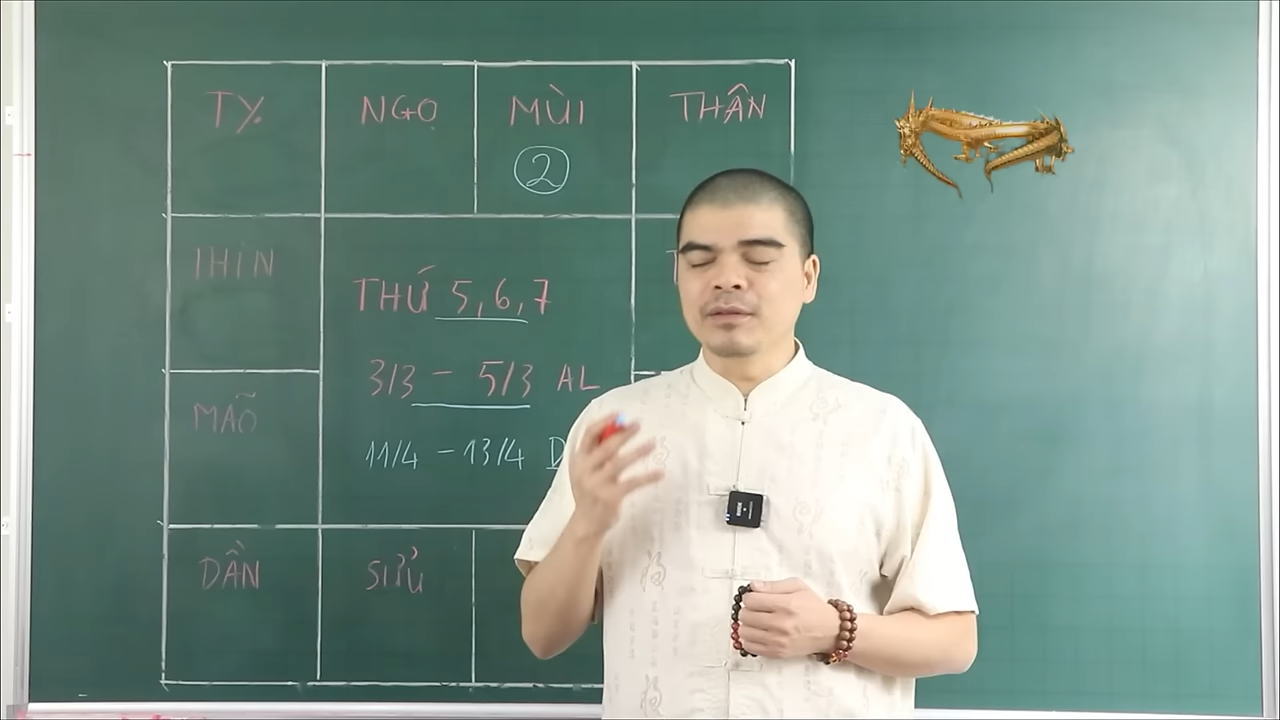 TỴ NGỌ MÙI THÂN
②
THÌN
THỨ 5, 6, 7
3/3 - 5/3 AL
MÃO
11/4 - 13/4 D
DẦN SỬU